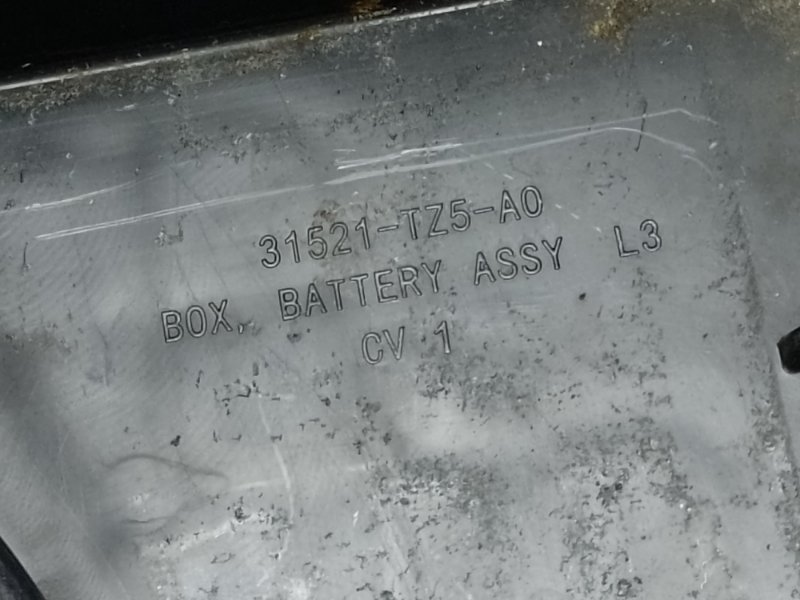 31521-TZ5-A0
BOX, BATTERY ASSY L3
CV 1